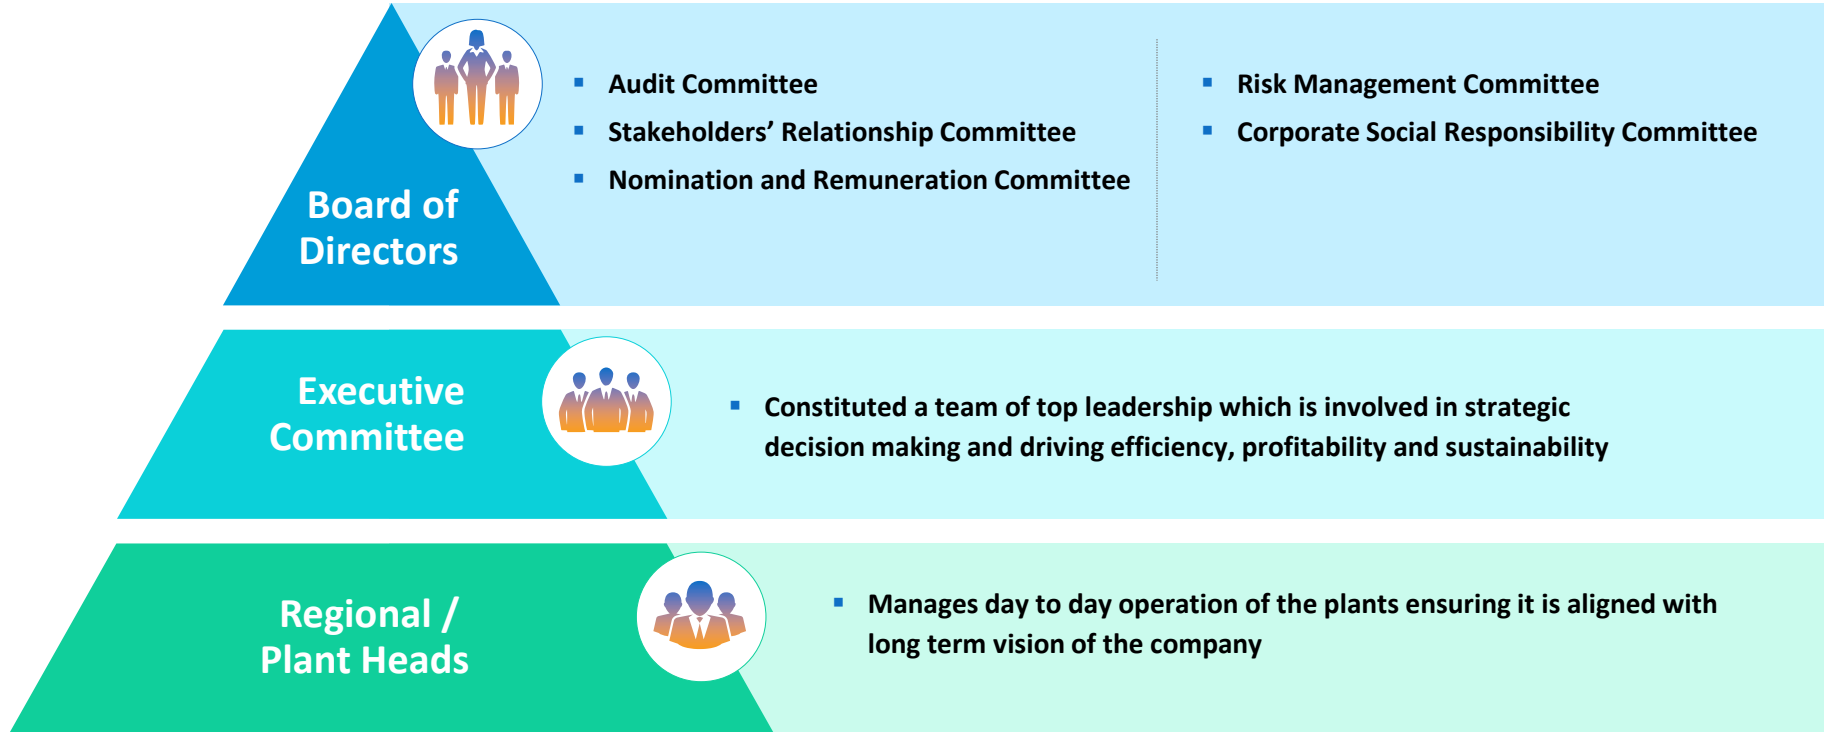 Board of
Directors
Audit Committee
Stakeholders’ Relationship Committee
Nomination and Remuneration Committee
Risk Management Committee
Corporate Social Responsibility Committee
Executive
Committee
Constituted a team of top leadership which is involved in strategic
decision making and driving efficiency, profitability and sustainability
Regional /
Plant Heads
Manages day to day operation of the plants ensuring it is aligned with
long term vision of the company